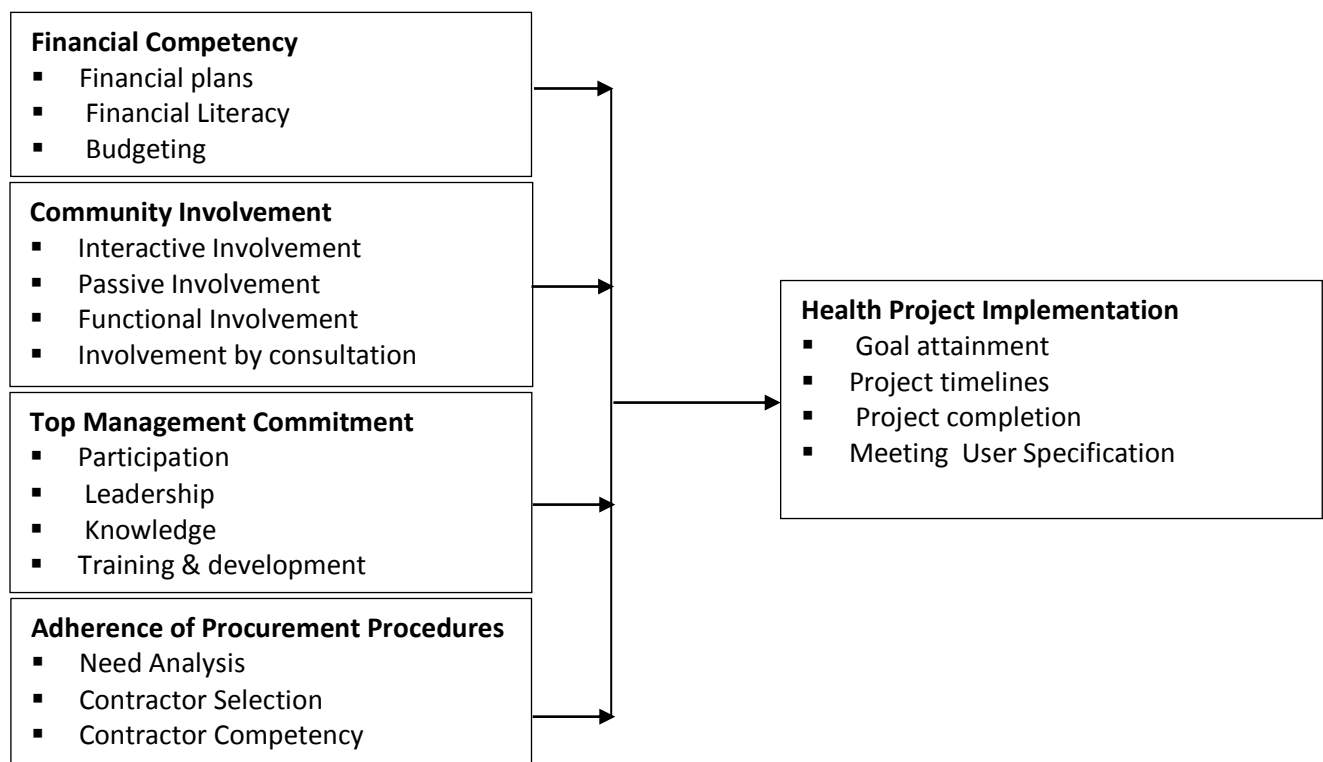 Financial Competency
▪ Financial plans
▪ Financial Literacy
▪ Budgeting
Community Involvement
▪ Interactive Involvement
▪ Passive Involvement
▪ Functional Involvement
▪ Involvement by consultation
Top Management Commitment
▪ Participation
▪ Leadership
▪ Knowledge
▪ Training & development
Adherence of Procurement Procedures
▪ Need Analysis
▪ Contractor Selection
▪ Contractor Competency
Health Project Implementation
▪ Goal attainment
▪ Project timelines
▪ Project completion
▪ Meeting User Specification